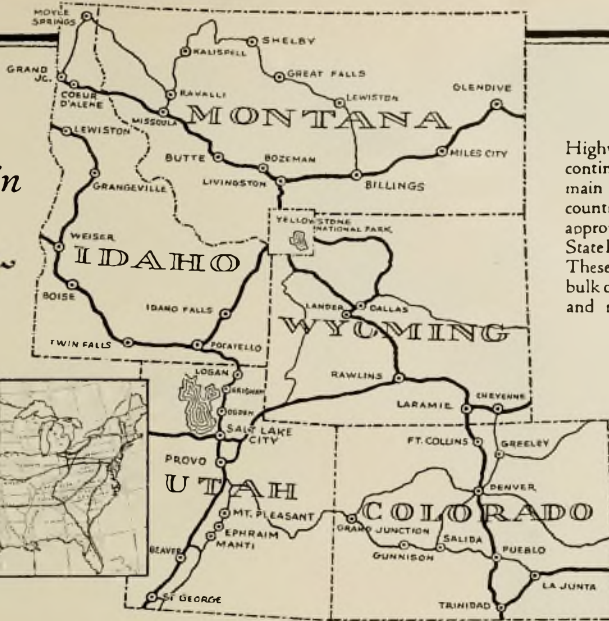 MOYLE
SPRINGS
KALISPELL
SHELBY
GRAND
JC.
GREAT FALLS
COEUR
D'ALENE
RAVALLI
LEWISTON
GLENDIVE
MISSOULA
MONTANA
LEWISTON
BUTTE
BOZEMAN
MILES CITY
GRANGEVILLE
LIVINGSTON
BILLINGS
in
YELLOWSTONE
NATIONAL PARK
WEISER
IDAHO
BOISE
IDAHO FALLS
LANDER
DALLAS
WYOMING
TWIN FALLS
POCATELLO
LOGAN
RAWLINS
BRIGHAM
LARAMIE
CHEYENNE
OGDEN
SALT LAKE
CITY
FT. COLLINS
GREELEY
PROVO
UTAH
DENVER
MT. PLEASANT
COLORADO
GRAND JUNCTION
EPHRAIM
SALIDA
MANTI
BEAVER
GUNNISON
PUEBLO
LA JUNTA
ST GEORGE
TRINIDAD
Highw
contin
main
count
appro
State
These
bulk
and